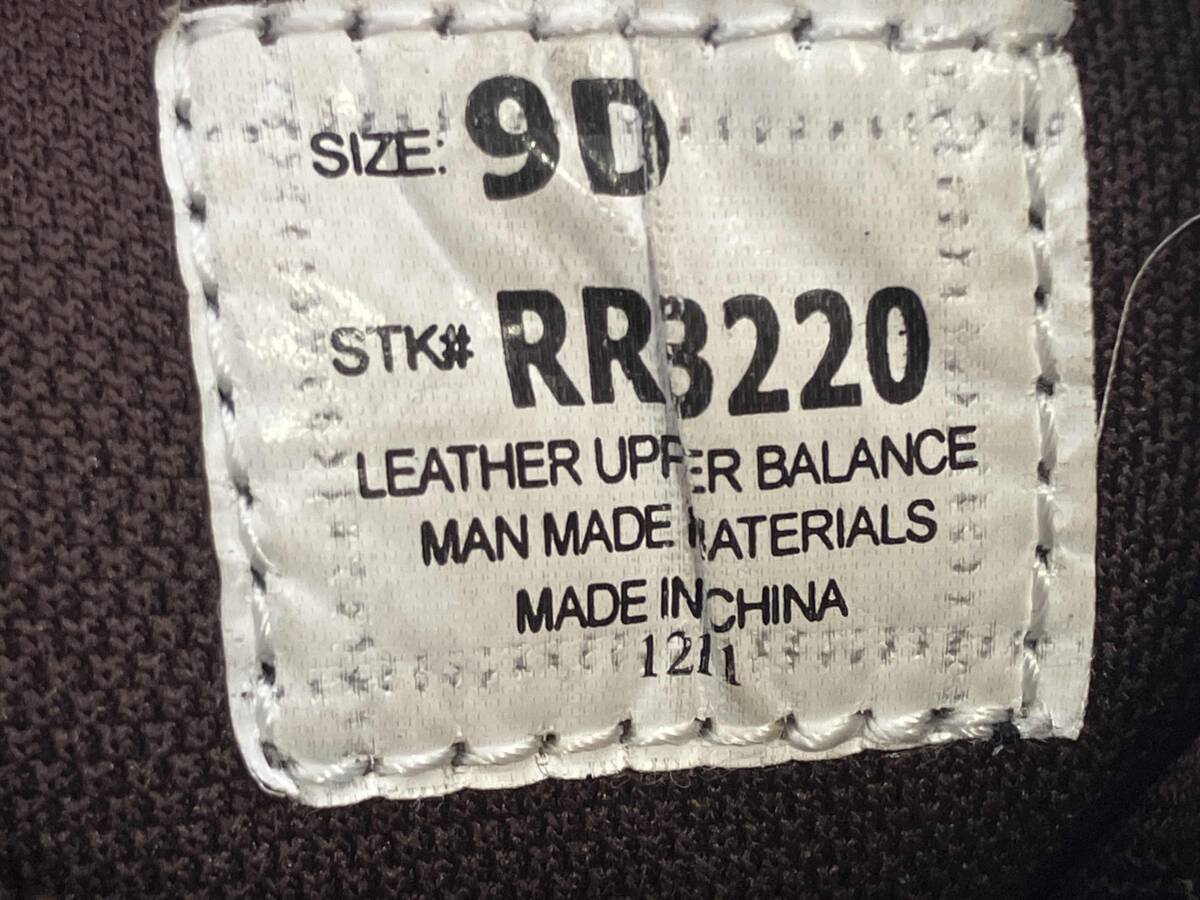 SIZE: 9D
STK# RR3220
LEATHER UPPER BALANCE
MAN MADE MATERIALS
MADE IN CHINA
1211